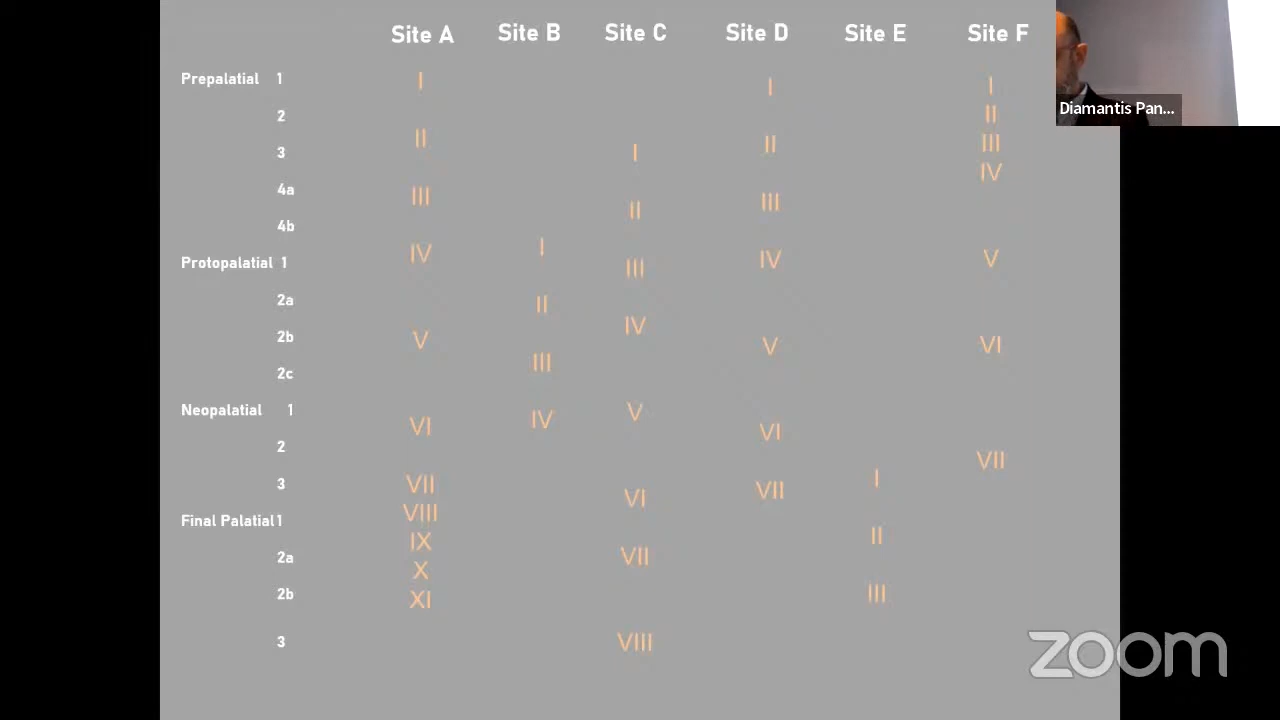 Site A Site B Site C Site D Site E Site F
Prepalatial 1 I I I
2 II
II II III
3 I
IV
4a III III
II
4b
I
Protopalatial 1 IV III IV V
2a II
IV
2b V V VI
2c III
Neopalatial 1 V
VI IV VI
2 VII
3 VII VI VII I
Final Palatial 1 VIII
IX II
2a VII
X
2b XI III
3 VIII
Diamantis Pan...
zoom